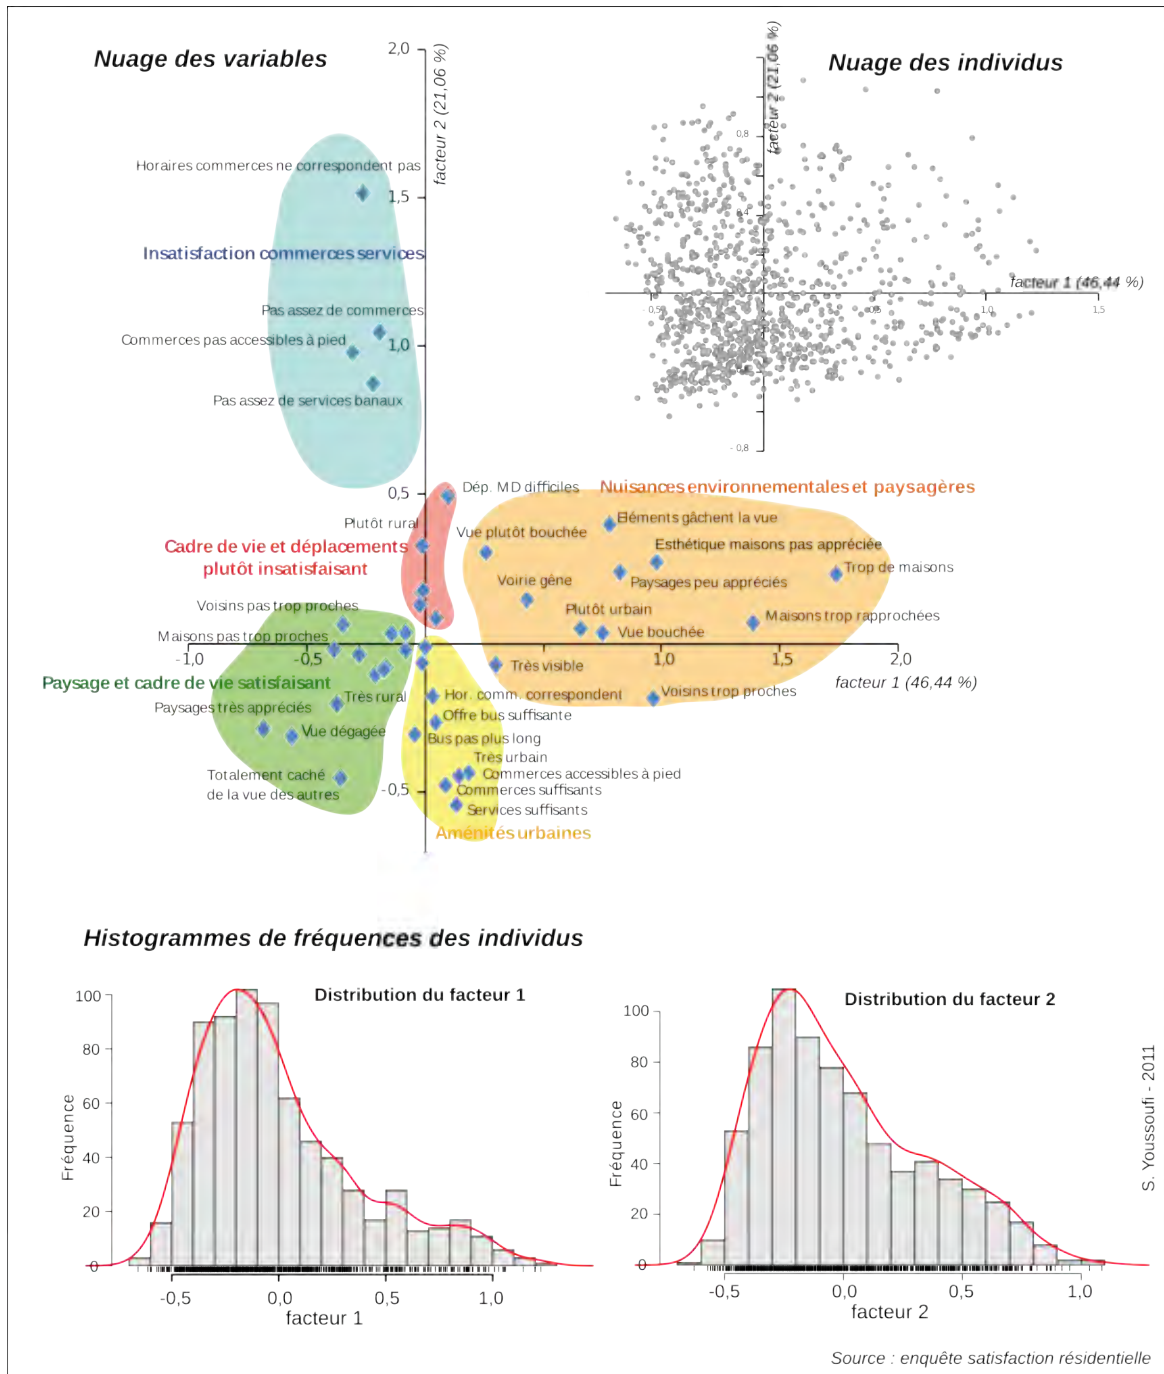 Nuage des variables
Nuage des individus
2,0
facteur 2 (21,06 %)
facteur 2 (21,06 %)
0,8
Horaires commerces ne correspondent pas
1,5
0,4
Insatisfaction commerces services
facteur 1 (46,44 %)
- 0,5
0,5
1,0
1,5
Pas assez de commerces
Commerces pas accessibles à pied
1,0
Pas assez de services banaux
- 0,8
0,5
Dép. MD difficiles
Nuisances environnementales et paysagères
Plutôt rural
Eléments gâchent la vue
Vue plutôt bouchée
Cadre de vie et déplacements
plutôt insatisfaisant
Esthétique maisons pas appréciée
Trop de maisons
Voirie gêne
Paysages peu appréciés
Voisins pas trop proches
Plutôt urbain
Maisons trop rapprochées
Maisons pas trop proches
Vue bouchée
-1,0
-0,5
0,5
1,0
1,5
2,0
Très visible
facteur 1 (46,44 %)
Paysage et cadre de vie satisfaisant
Très rural
Hor. comm. correspondent
Voisins trop proches
Paysages très appréciés
Offre bus suffisante
Vue dégagée
Bus pas plus long
Très urbain
Totalement caché
de la vue des autres
Commerces accessibles à pied
-0,5
Commerces suffisants
Services suffisants
Aménités urbaines
Histogrammes de fréquences des individus
Distribution du facteur 1
100
80
60
40
20
0
Fréquence
-0,5
0,0
0,5
1,0
facteur 1
Distribution du facteur 2
100
80
60
40
20
0
Fréquence
-0,5
0,0
0,5
1,0
facteur 2
S. Youssoufi - 2011
Source : enquête satisfaction résidentielle